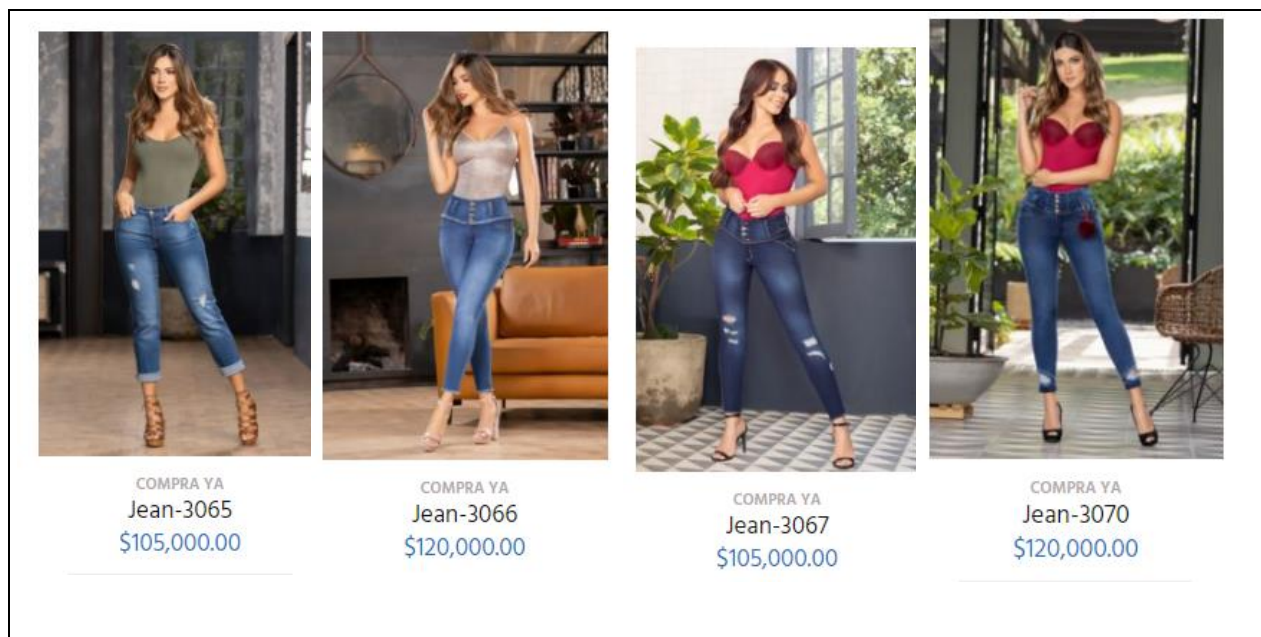 COMPRA YA
Jean-3065
$105,000.00
COMPRA YA
Jean-3066
$120,000.00
COMPRA YA
Jean-3067
$105,000.00
COMPRA YA
Jean-3070
$120,000.00